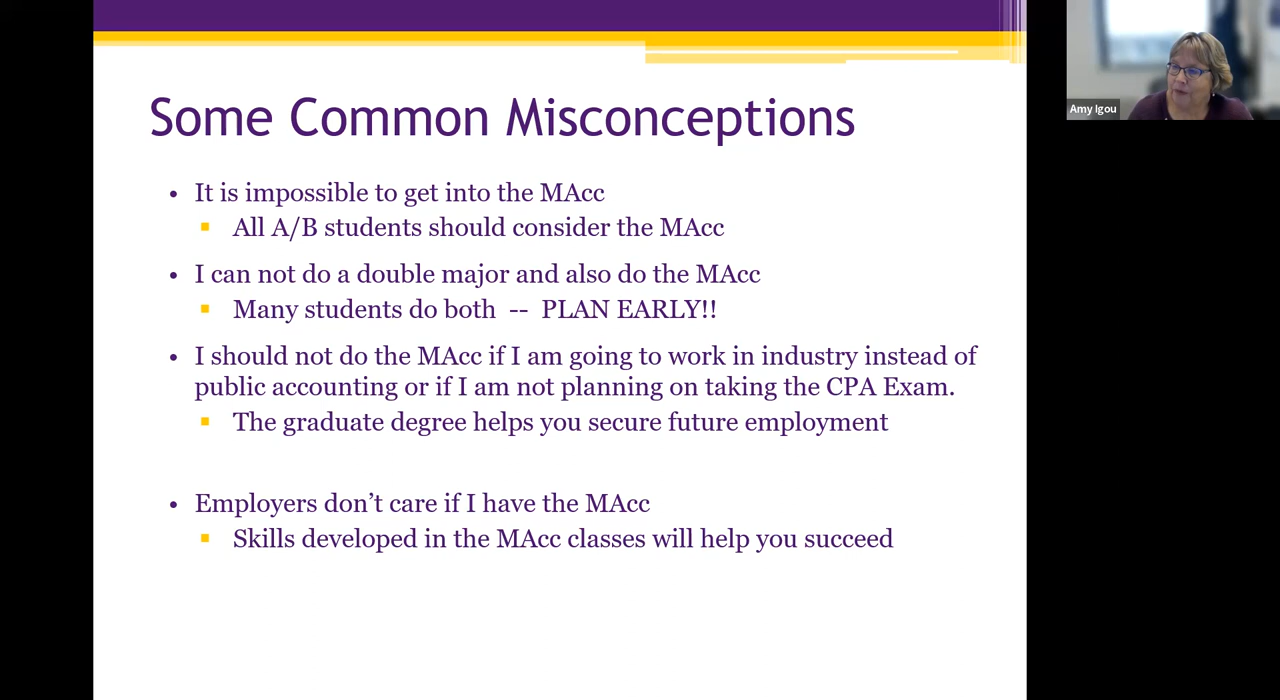 Some Common Misconceptions
Amy Igou
• It is impossible to get into the MAcc
▪ All A/B students should consider the MAcc
• I can not do a double major and also do the MAcc
▪ Many students do both -- PLAN EARLY!!
• I should not do the MAcc if I am going to work in industry instead of
public accounting or if I am not planning on taking the CPA Exam.
▪ The graduate degree helps you secure future employment
• Employers don’t care if I have the MAcc
▪ Skills developed in the MAcc classes will help you succeed